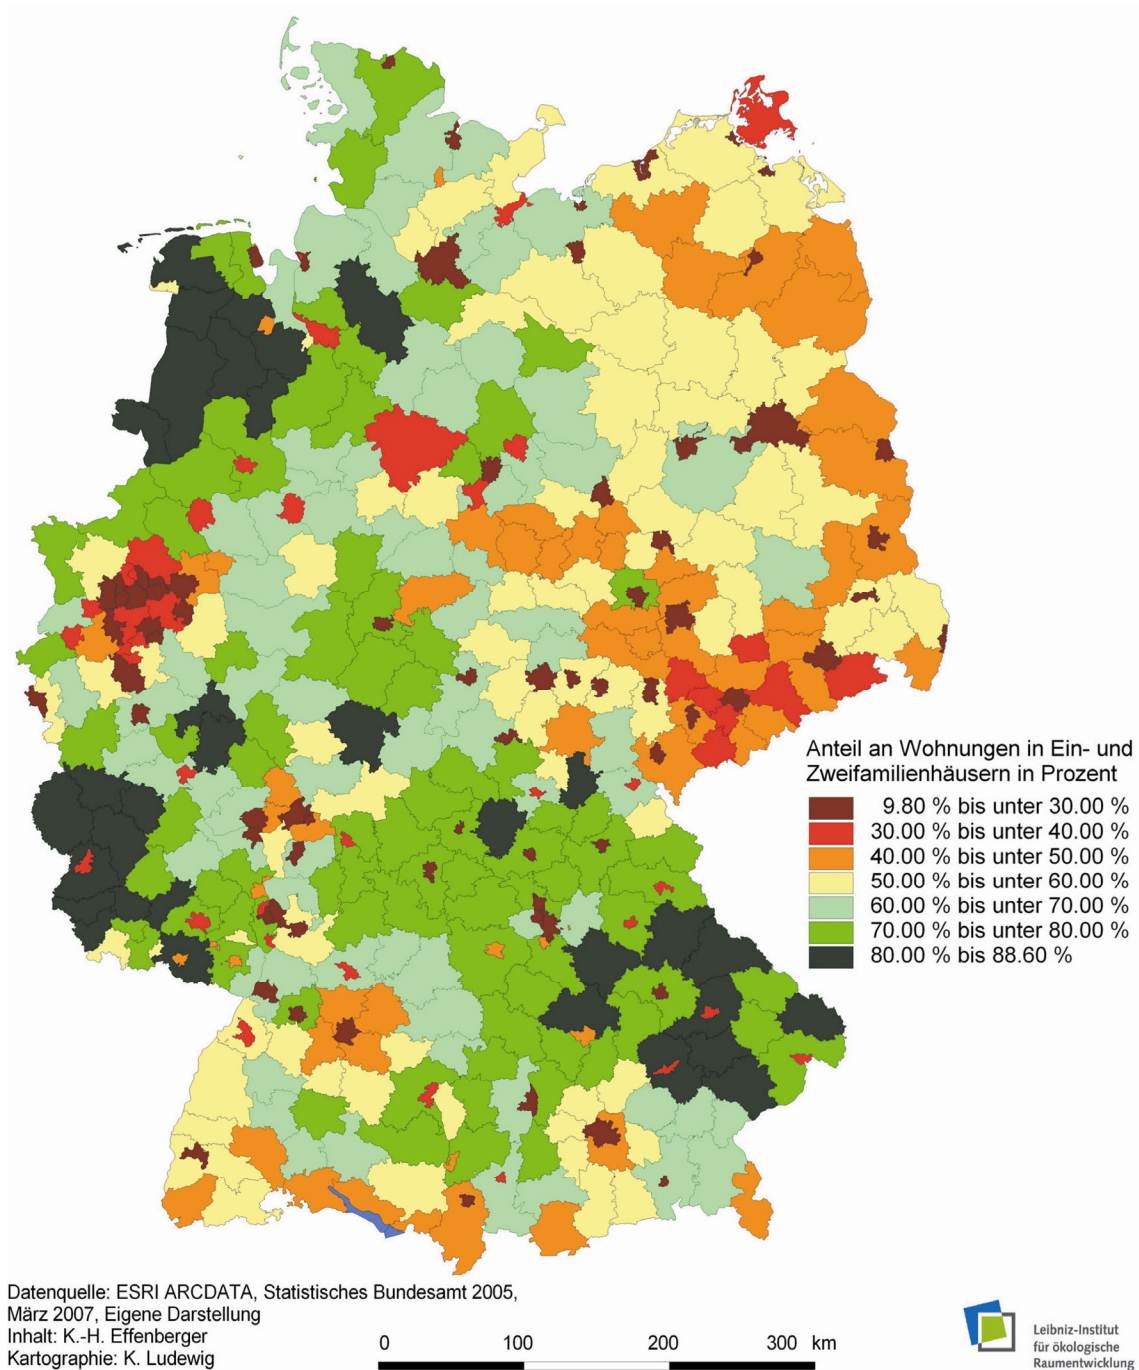 Anteil an Wohnungen in Ein- und
Zweifamilienhäusern in Prozent
9.80 % bis unter 30.00 %
30.00 % bis unter 40.00 %
40.00 % bis unter 50.00 %
50.00 % bis unter 60.00 %
60.00 % bis unter 70.00 %
70.00 % bis unter 80.00 %
80.00 % bis 88.60 %
Datenquelle: ESRI ARCDATA, Statistisches Bundesamt 2005,
März 2007, Eigene Darstellung
Inhalt: K.-H. Effenberger
Kartographie: K. Ludewig
0 100 200 300 km
Leibniz-Institut
für ökologische
Raumentwicklung